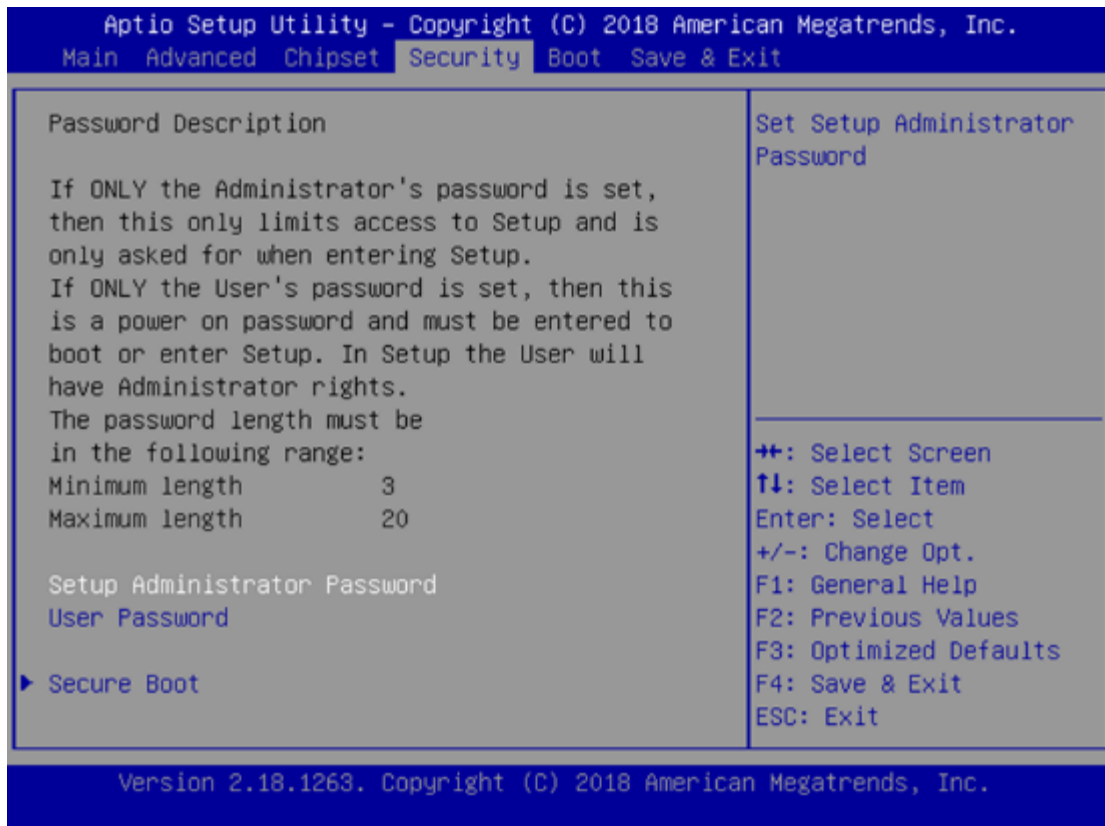 Aptio Setup Utility – Copyright (C) 2018 American Megatrends, Inc.
Main Advanced Chipset Security Boot Save & Exit
Password Description
If ONLY the Administrator's password is set,
then this only limits access to Setup and is
only asked for when entering Setup.
If ONLY the User's password is set, then this
is a power on password and must be entered to
boot or enter Setup. In Setup the User will
have Administrator rights.
The password length must be
in the following range:
Minimum length 3
Maximum length 20
Setup Administrator Password
User Password
Secure Boot
Set Setup Administrator
Password
→←: Select Screen
↑↓: Select Item
Enter: Select
+/-: Change Opt.
F1: General Help
F2: Previous Values
F3: Optimized Defaults
F4: Save & Exit
ESC: Exit
Version 2.18.1263. Copyright (C) 2018 American Megatrends, Inc.